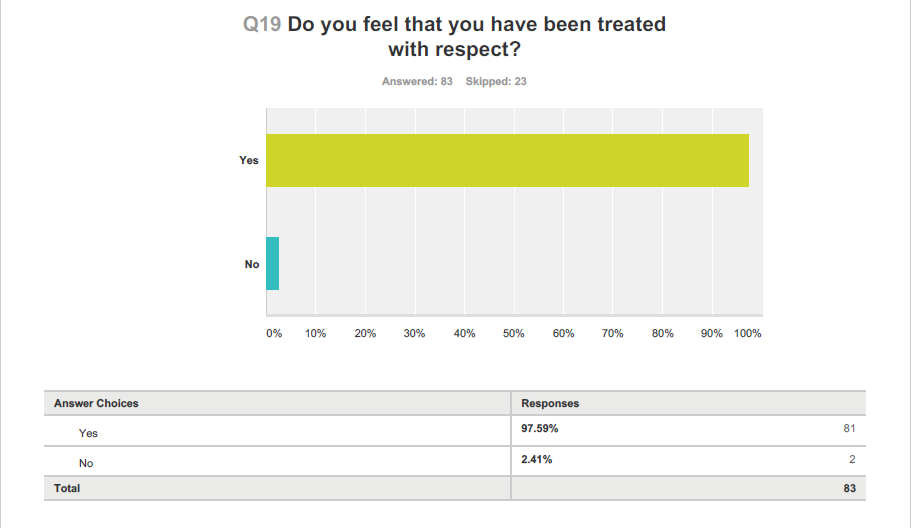 Q19 Do you feel that you have been treated
with respect?
Answered: 83 Skipped: 23
Yes
No
0% 10% 20% 30% 40% 50% 60% 70% 80% 90% 100%
Answer Choices Responses
Yes 97.59% 81
No 2.41% 2
Total 83